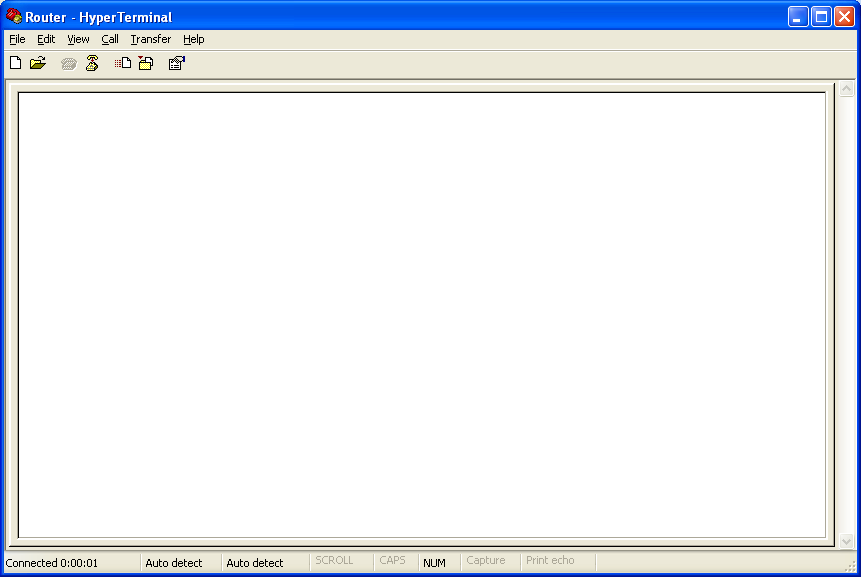 Router - HyperTerminal
File Edit View Call Transfer Help
Connected 0:00:01 Auto detect Auto detect SCROLL CAPS NUM Capture Print echo